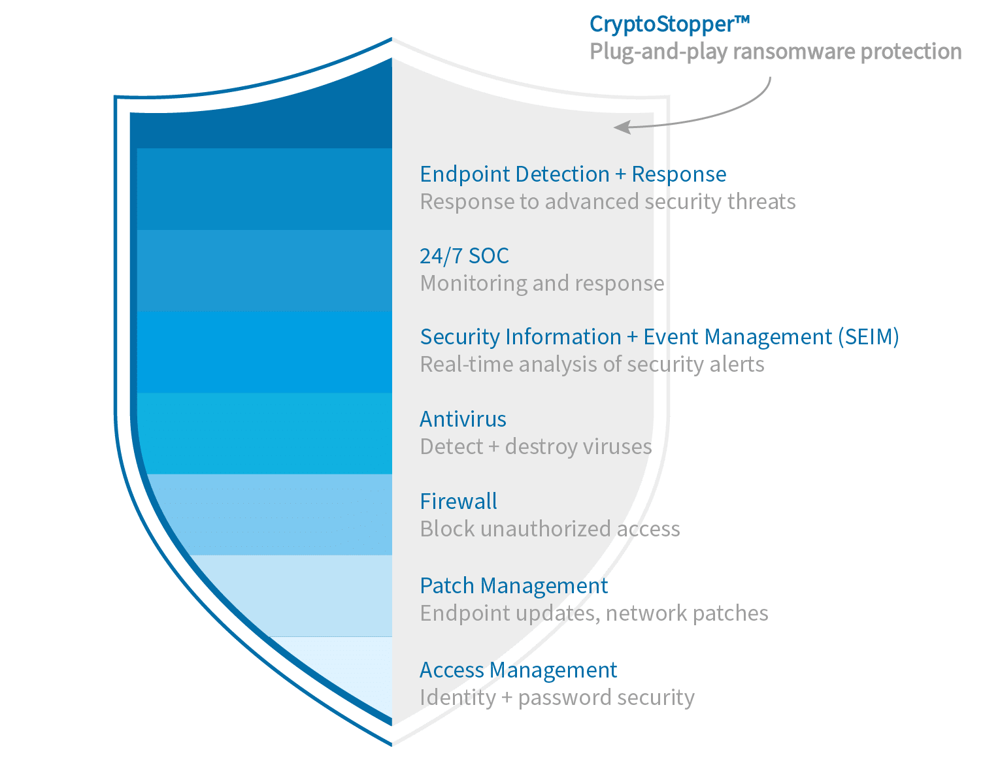 CryptoStopper™
Plug-and-play ransomware protection
Endpoint Detection + Response
Response to advanced security threats
24/7 SOC
Monitoring and response
Security Information + Event Management (SEIM)
Real-time analysis of security alerts
Antivirus
Detect + destroy viruses
Firewall
Block unauthorized access
Patch Management
Endpoint updates, network patches
Access Management
Identity + password security